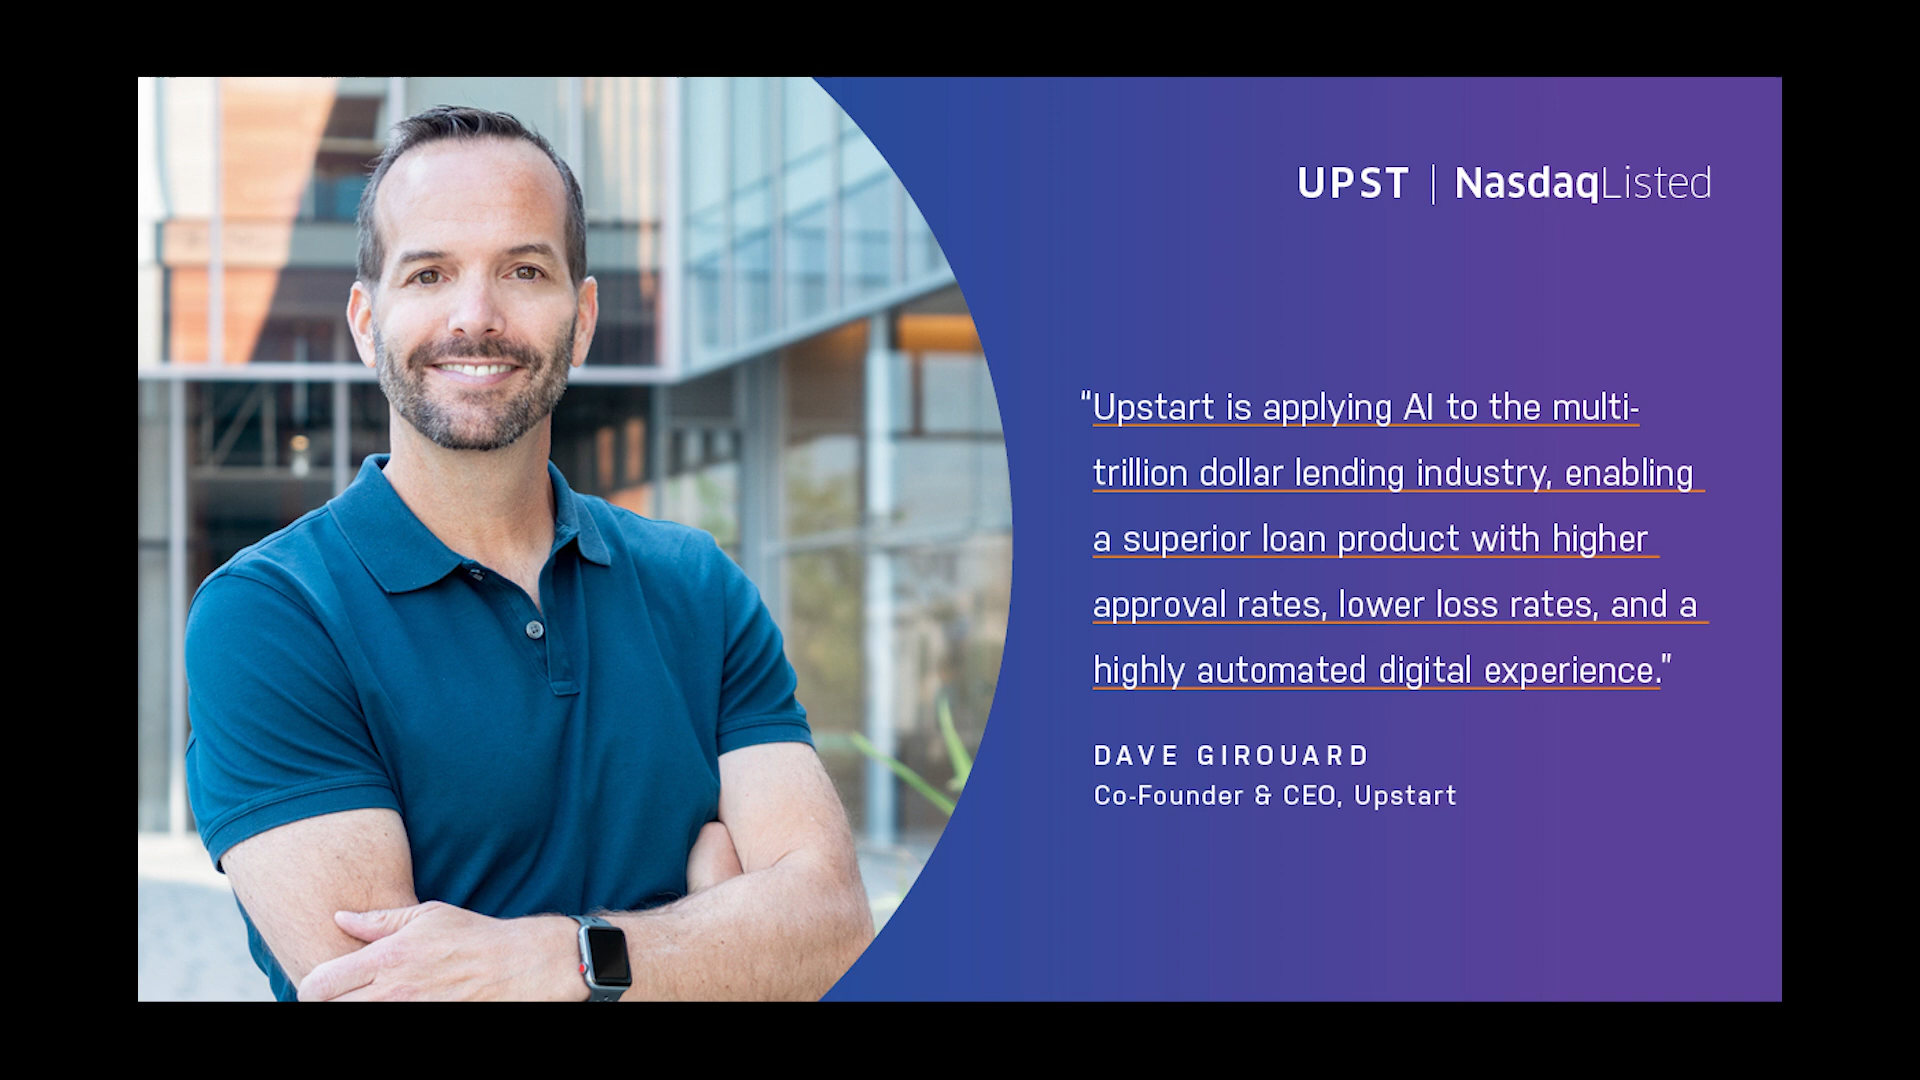 UPST | NasdaqListed
“Upstart is applying AI to the multi-
trillion dollar lending industry, enabling
a superior loan product with higher
approval rates, lower loss rates, and a
highly automated digital experience.”
DAVE GIROUARD
Co-Founder & CEO, Upstart